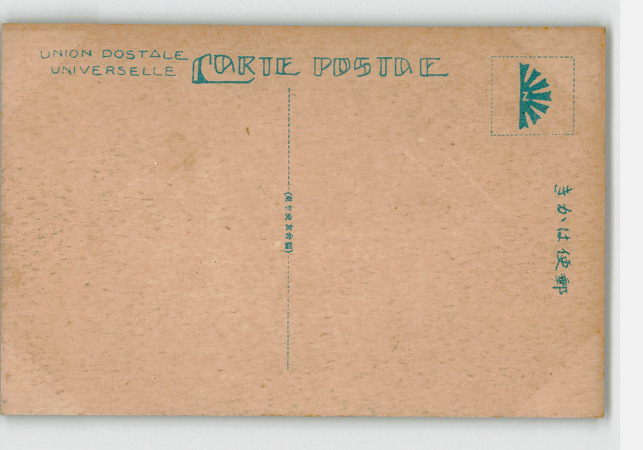 UNION POSTALE
UNIVERSELLE
CARTE POSTALE
N
きかは便郵